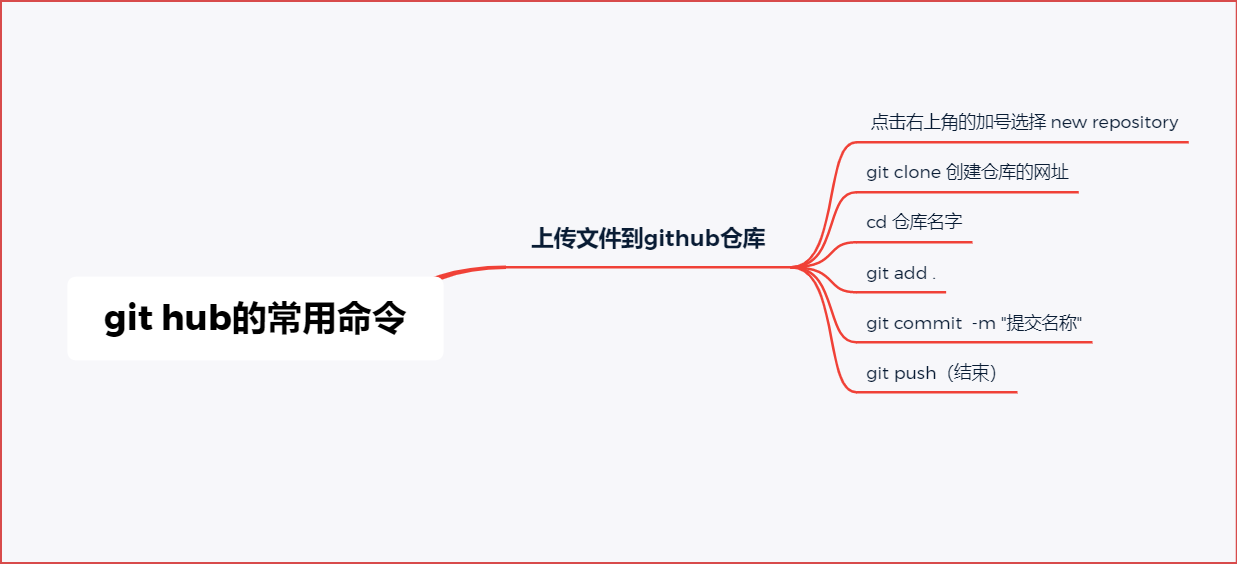 git hub的常用命令
上传文件到github仓库
点击右上角的加号选择 new repository
git clone 创建仓库的网址
cd 仓库名字
git add .
git commit  -m "提交名称"
git push（结束）